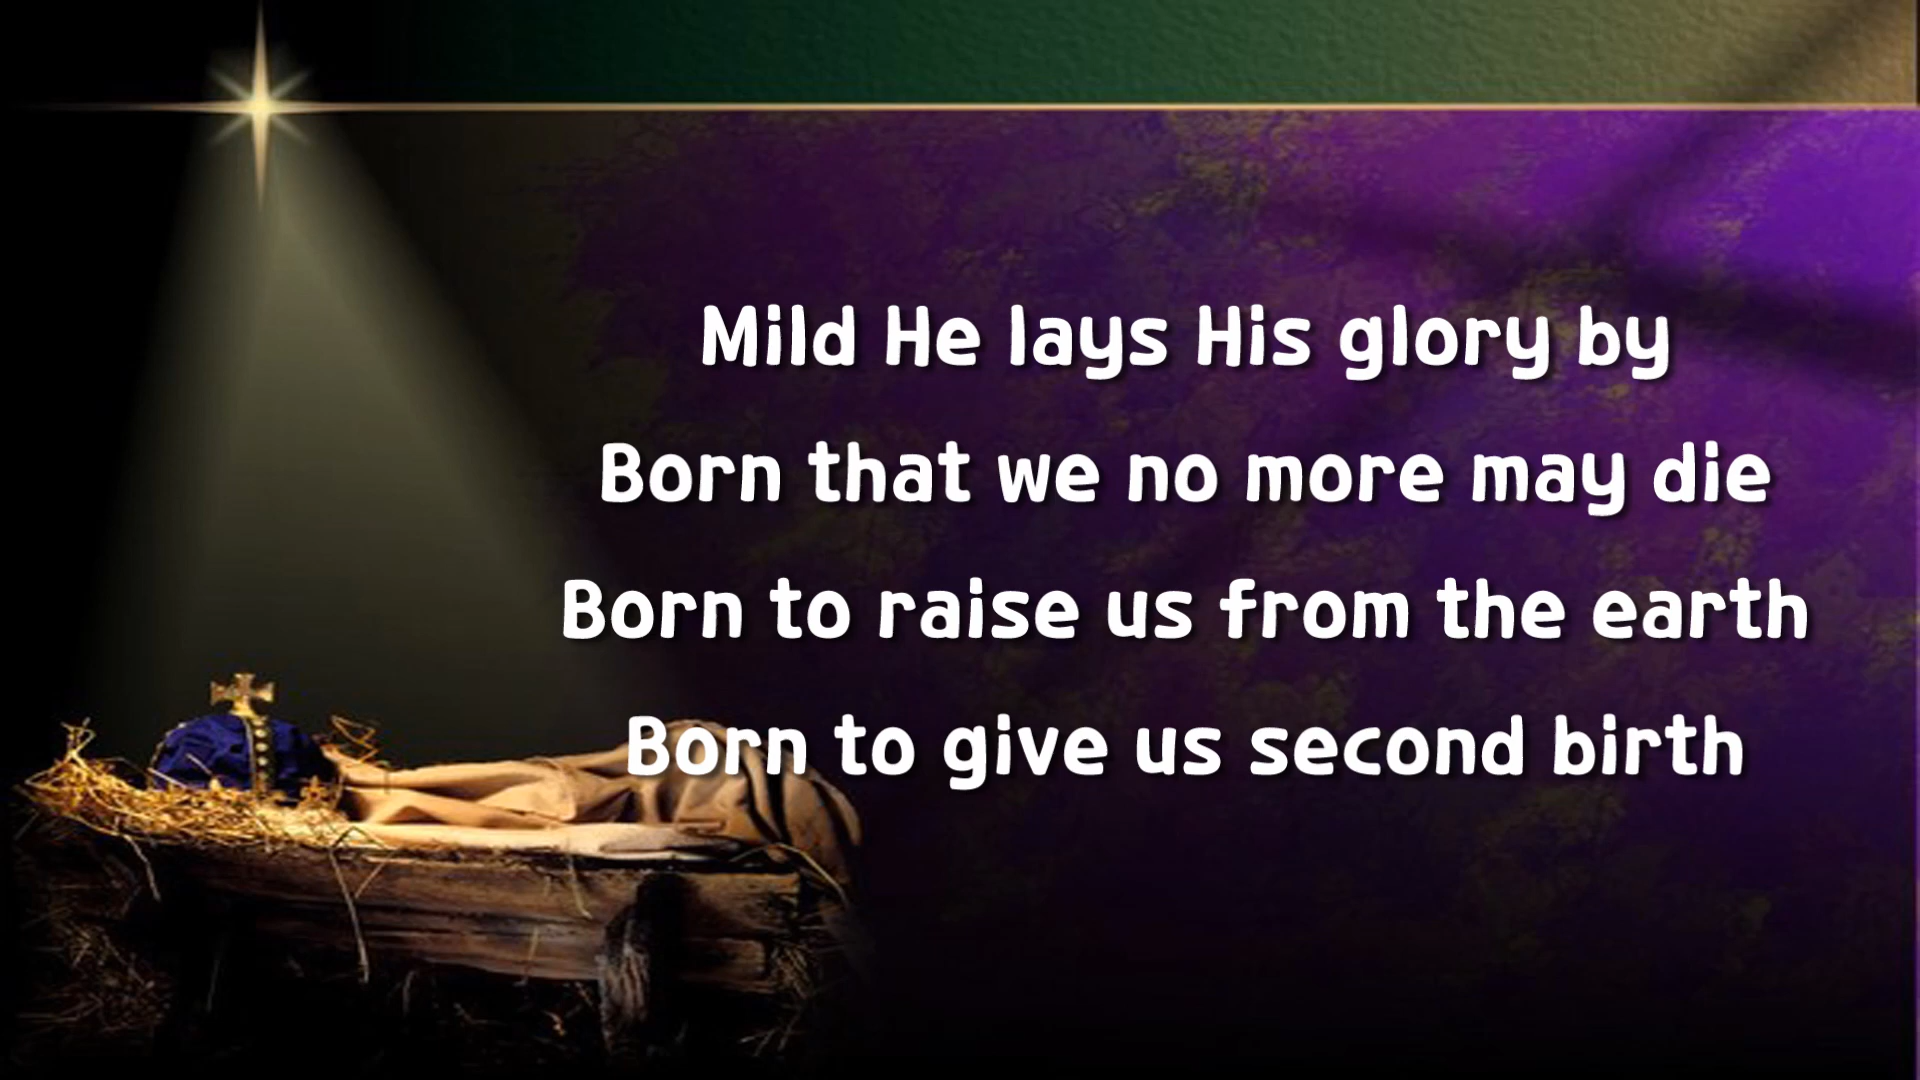 Mild He lays His glory by
Born that we no more may die
Born to raise us from the earth
Born to give us second birth